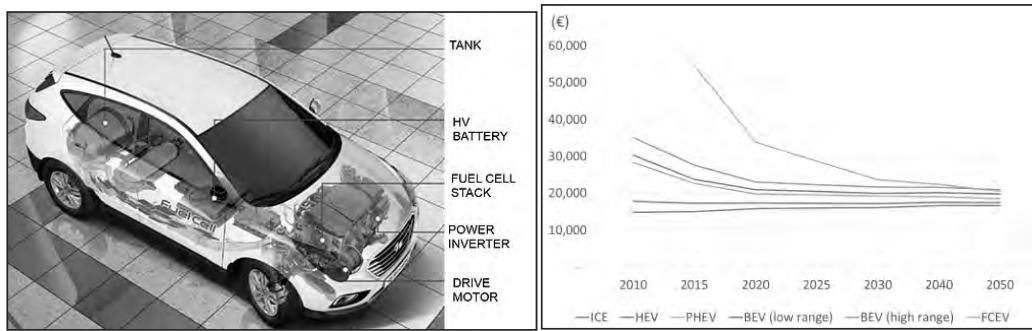 TANK
HV
BATTERY
FUEL CELL
STACK
POWER
INVERTER
DRIVE
MOTOR
Fuel Cell
(€)
60,000
50,000
40,000
30,000
20,000
10,000
-
2010 2015 2020 2025 2030 2040 2050
ICE HEV PHEV BEV (low range) BEV (high range) FCEV